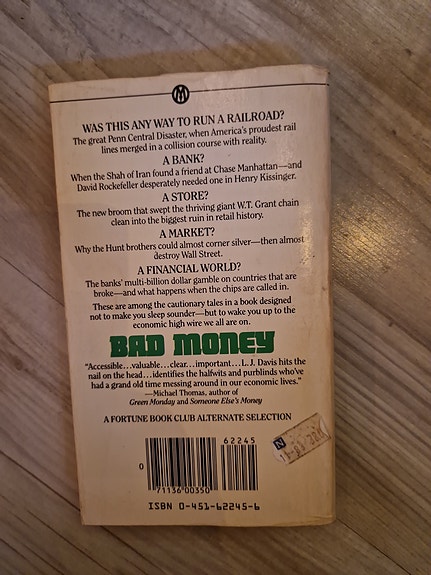 M
WAS THIS ANY WAY TO RUN A RAILROAD?
The great Penn Central Disaster, when America's proudest rail
lines merged in a collision course with reality.
A BANK?
When the Shah of Iran found a friend at Chase Manhattan—and
David Rockefeller desperately needed one in Henry Kissinger.
A STORE?
The new broom that swept the thriving giant W.T. Grant chain
clean into the biggest ruin in retail history.
A MARKET?
Why the Hunt brothers could almost corner silver—then almost
destroy Wall Street.
A FINANCIAL WORLD?
The banks' multi-billion dollar gamble on countries that are
broke—and what happens when the chips are called in.
These are among the cautionary tales in a book designed
not to make you sleep sounder—but to wake you up to the
economic high wire we all are on.
BAD MONEY
"Accessible...valuable...clear...important...L.J. Davis hits the
nail on the head...identifies the halfwits and purblinds who've
had a grand old time messing around in our economic lives."
—Michael Thomas, author of
Green Monday and Someone Else's Money
A FORTUNE BOOK CLUB ALTERNATE SELECTION
62245
0
71136 00350
ISBN 0-451-62245-6
N